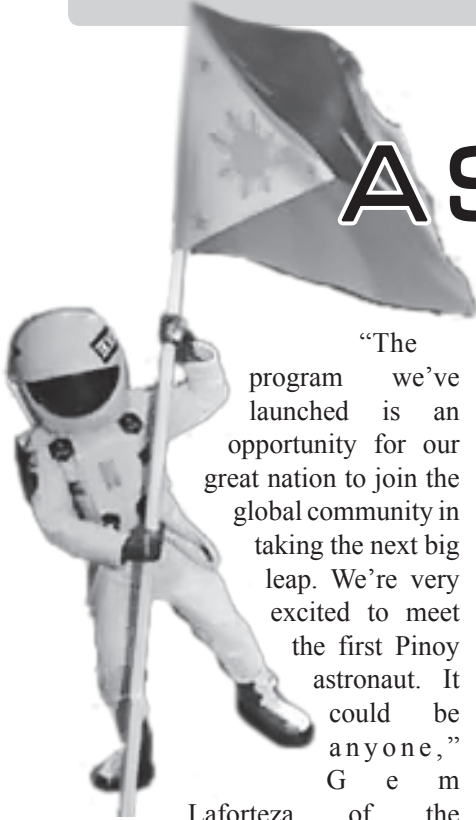 AS
“The
program we’ve
launched is an
opportunity for our
great nation to join the
global community in
taking the next big
leap. We’re very
excited to meet
the first Pinoy
astronaut. It
could be
anyone,”
Gem
Laforteza of the